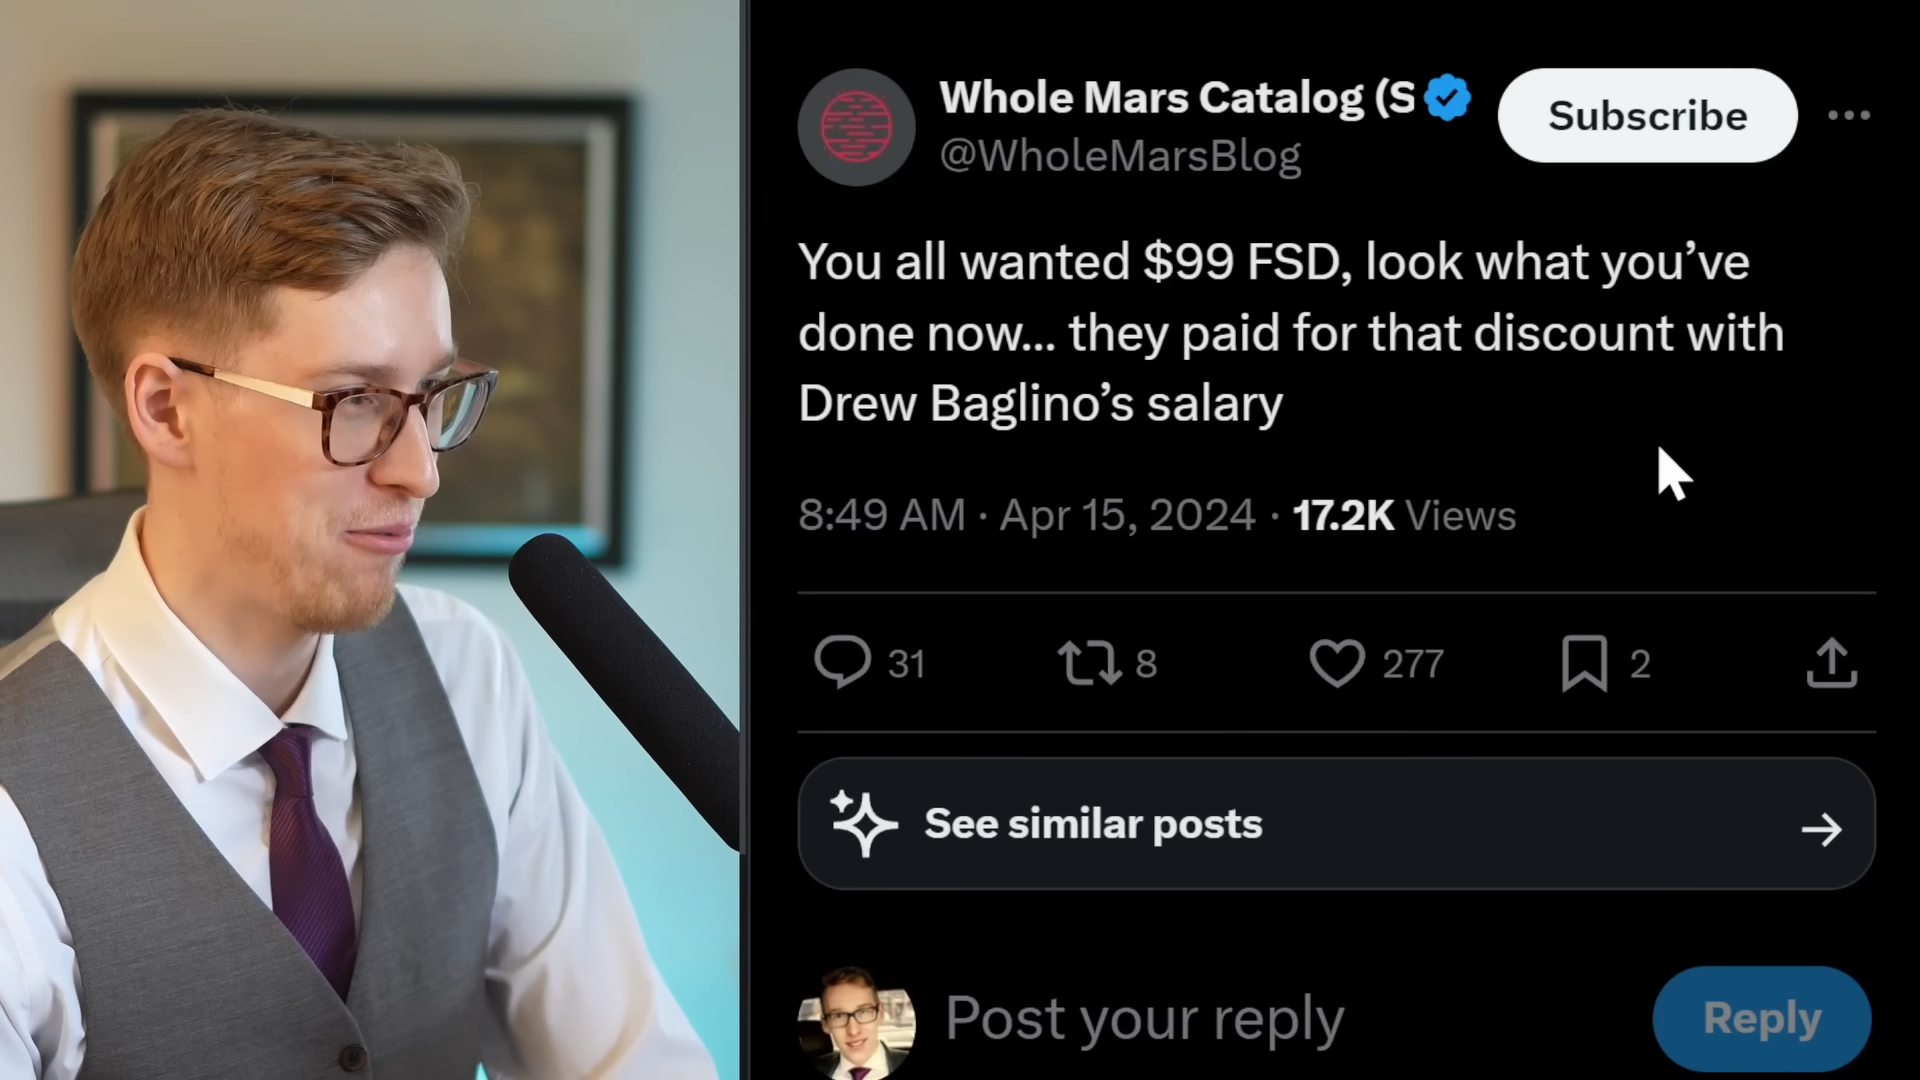 Whole Mars Catalog (S
Subscribe
@WholeMarsBlog
You all wanted $99 FSD, look what you’ve
done now... they paid for that discount with
Drew Baglino’s salary
8:49 AM · Apr 15, 2024 · 17.2K Views
31
8
277
2
See similar posts
Post your reply
Reply